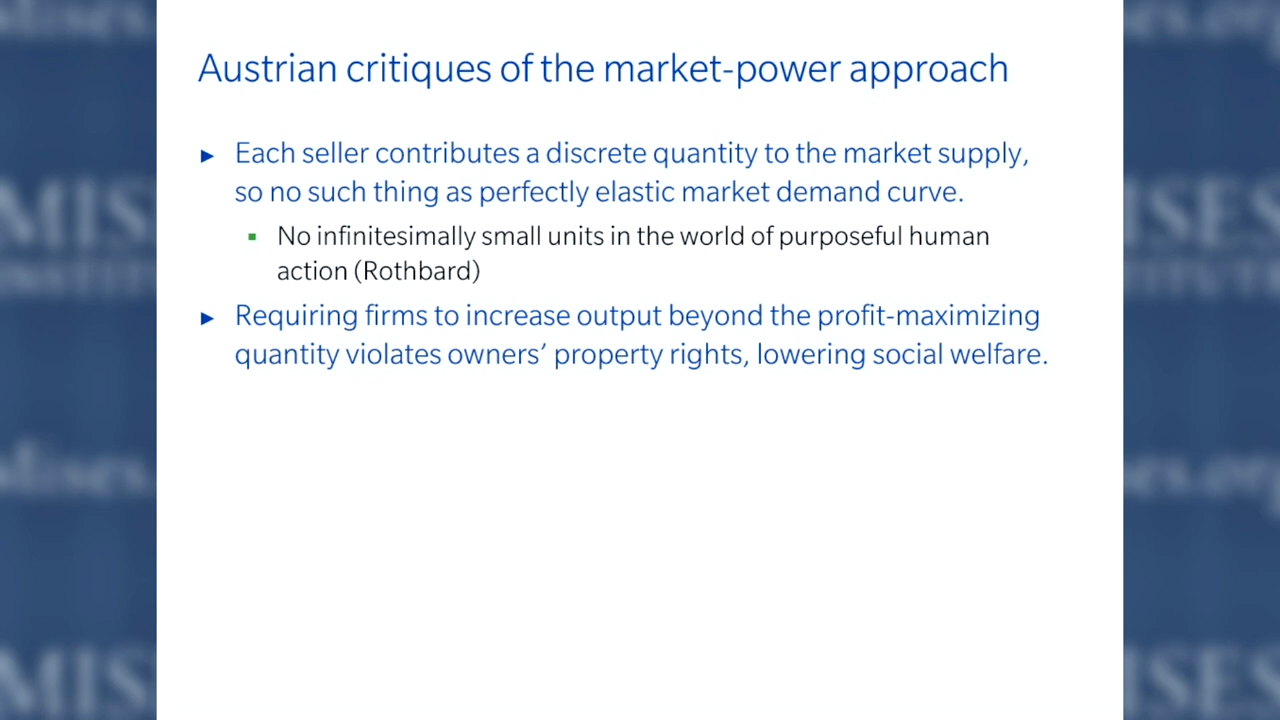 Austrian critiques of the market-power approach
► Each seller contributes a discrete quantity to the market supply,
so no such thing as perfectly elastic market demand curve.
▪ No infinitesimally small units in the world of purposeful human
action (Rothbard)
► Requiring firms to increase output beyond the profit-maximizing
quantity violates owners’ property rights, lowering social welfare.